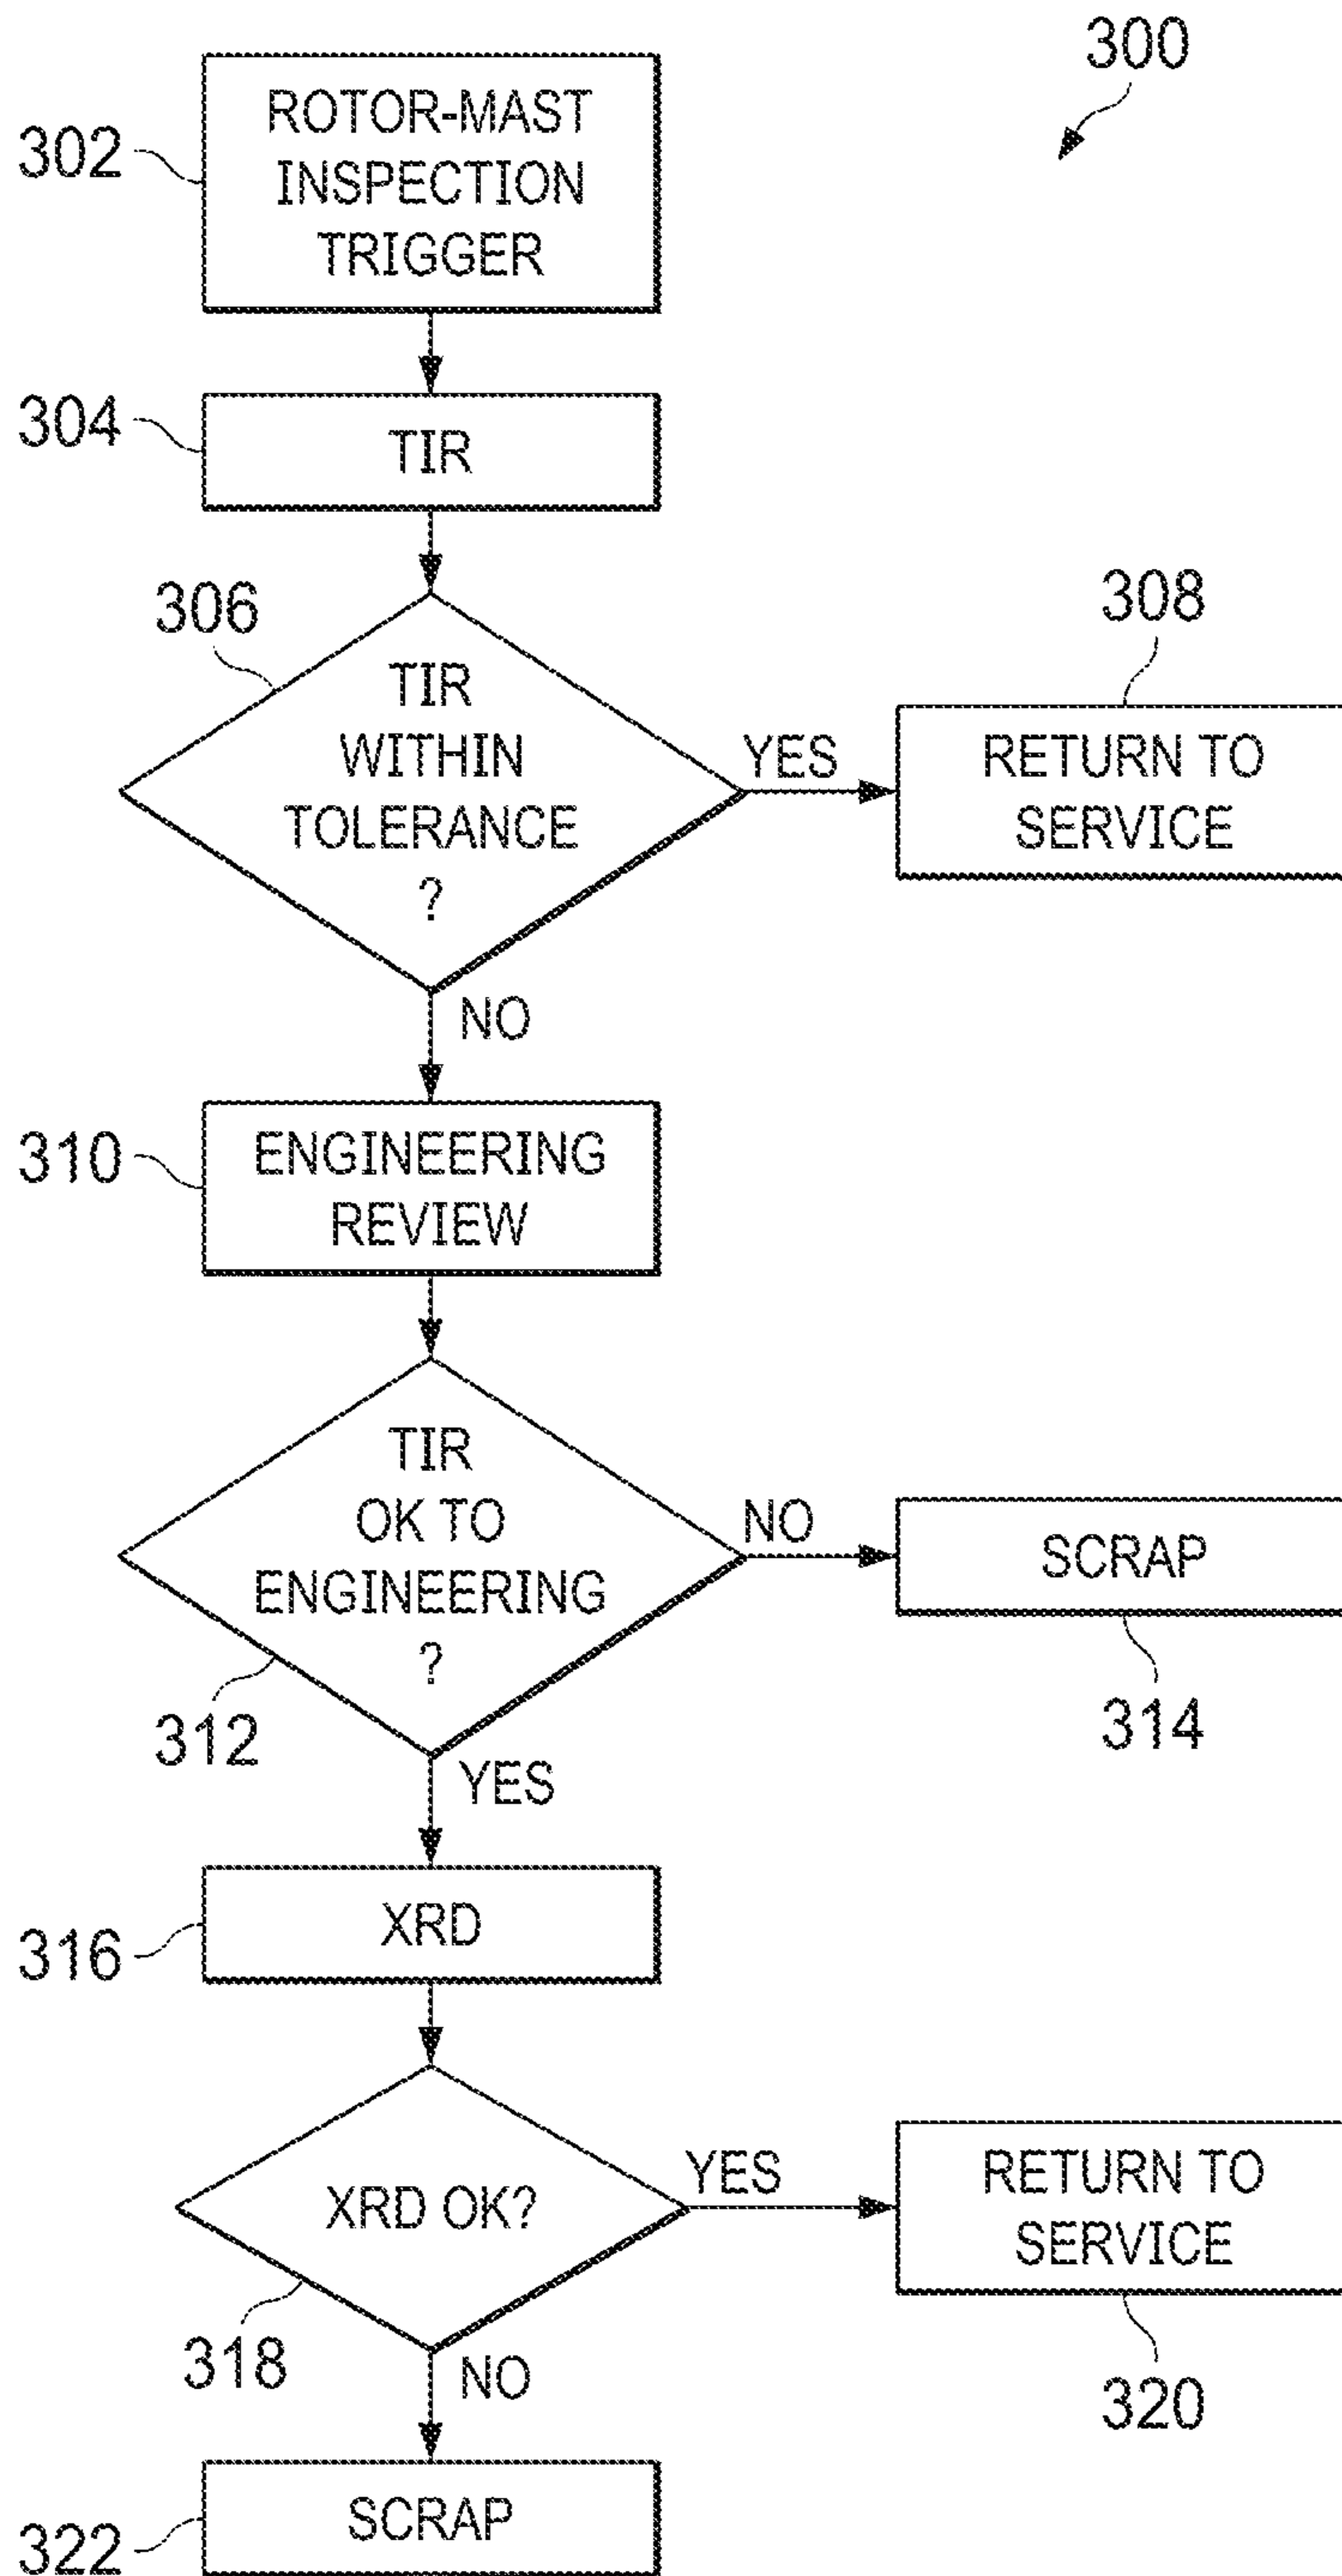 300
302
ROTOR-MAST
INSPECTION
TRIGGER
304
TIR
306
TIR
WITHIN
TOLERANCE
?
YES
308
RETURN TO
SERVICE
NO
310
ENGINEERING
REVIEW
TIR
OK TO
ENGINEERING
?
NO
SCRAP
312
314
YES
316
XRD
XRD OK?
YES
RETURN TO
SERVICE
318
320
NO
322
SCRAP